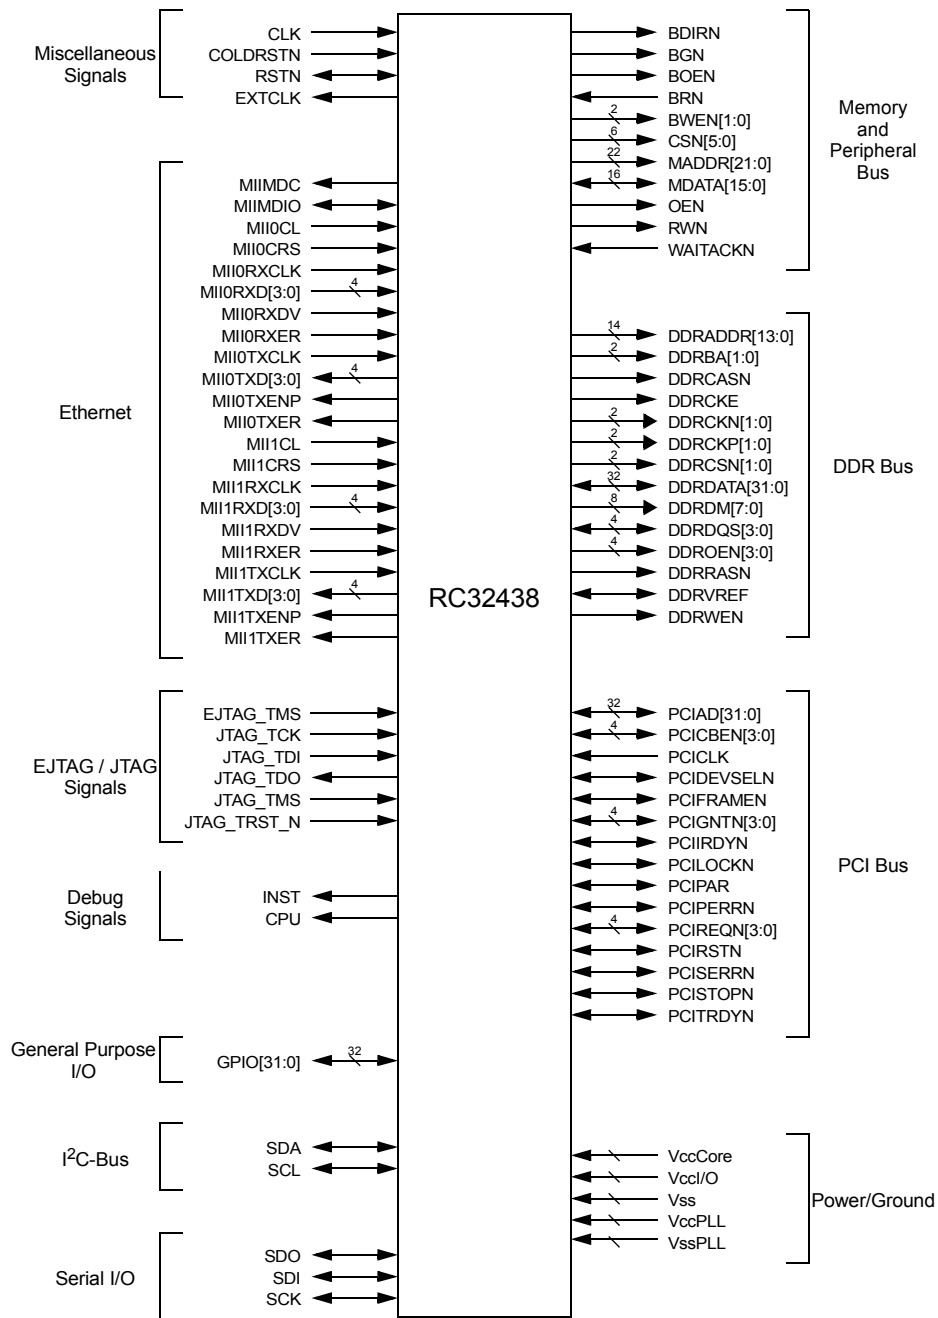 Miscellaneous
Signals
CLK
COLDRSTN
RSTN
EXTCLK
Ethernet
MIIMDC
MIIMDIO
MII0CL
MII0CRS
MII0RXCLK
MII0RXD[3:0]
4
MII0RXDV
MII0RXER
MII0TXCLK
MII0TXD[3:0]
4
MII0TXENP
MII0TXER
MII1CL
MII1CRS
MII1RXCLK
MII1RXD[3:0]
4
MII1RXDV
MII1RXER
MII1TXCLK
MII1TXD[3:0]
4
MII1TXENP
MII1TXER
EJTAG / JTAG
Signals
EJTAG_TMS
JTAG_TCK
JTAG_TDI
JTAG_TDO
JTAG_TMS
JTAG_TRST_N
Debug
Signals
INST
CPU
General Purpose
I/O
GPIO[31:0]
32
I2C-Bus
SDA
SCL
Serial I/O
SDO
SDI
SCK
RC32438
BDIRN
BGN
BOEN
BRN
2
BWEN[1:0]
6
CSN[5:0]
22
MADDR[21:0]
16
MDATA[15:0]
OEN
RWN
WAITACKN
Memory
and
Peripheral
Bus
14
DDRADDR[13:0]
2
DDRBA[1:0]
DDRCASN
DDRCKE
2
DDRCKN[1:0]
2
DDRCKP[1:0]
2
DDRCSN[1:0]
32
DDRDATA[31:0]
8
DDRDM[7:0]
4
DDRDQS[3:0]
4
DDROEN[3:0]
DDRRASN
DDRVREF
DDRWEN
DDR Bus
32
PCIAD[31:0]
4
PCICBEN[3:0]
PCICLK
PCIDEVSELN
PCIFRAMEN
4
PCIGNTN[3:0]
PCIIRDYN
PCILOCKN
PCIPAR
PCIPERRN
4
PCIREQN[3:0]
PCIRSTN
PCISERRN
PCISTOPN
PCITRDYN
PCI Bus
VccCore
VccI/O
Vss
VccPLL
VssPLL
Power/Ground